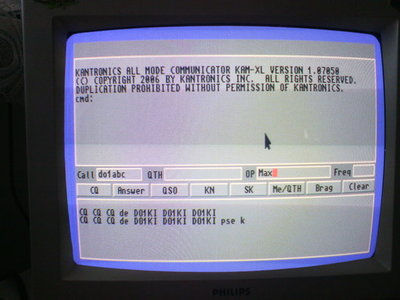 KANTRONICS ALL MODE COMMUNICATOR KAM-XL VERSION 1.07050
(C) COPYRIGHT 2006 BY KANTRONICS INC. ALL RIGHTS RESERVED.
DUPLICATION PROHIBITED WITHOUT PERMISSION OF KANTRONICS.
cmd:
Call do1abc QTH OP Max Freq
CQ Answer QSO KN SK Me/QTH Brag Clear
CQ CQ CQ de DO1KI DO1KI DO1KI
CQ CQ CQ de DO1KI DO1KI DO1KI pse k
PHILIPS